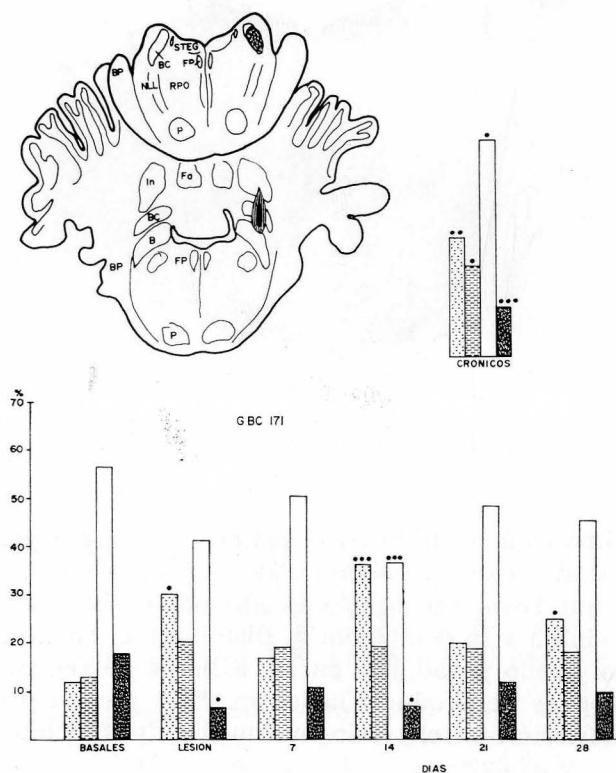 STEG
BP BC FP
NLL RPO
P
In Fa
BC
B
BP FP
P
CRONICOS
%
70
G BC 171
60
50
40
30
20
10
BASALES LESION 7 14 21 28
DIAS